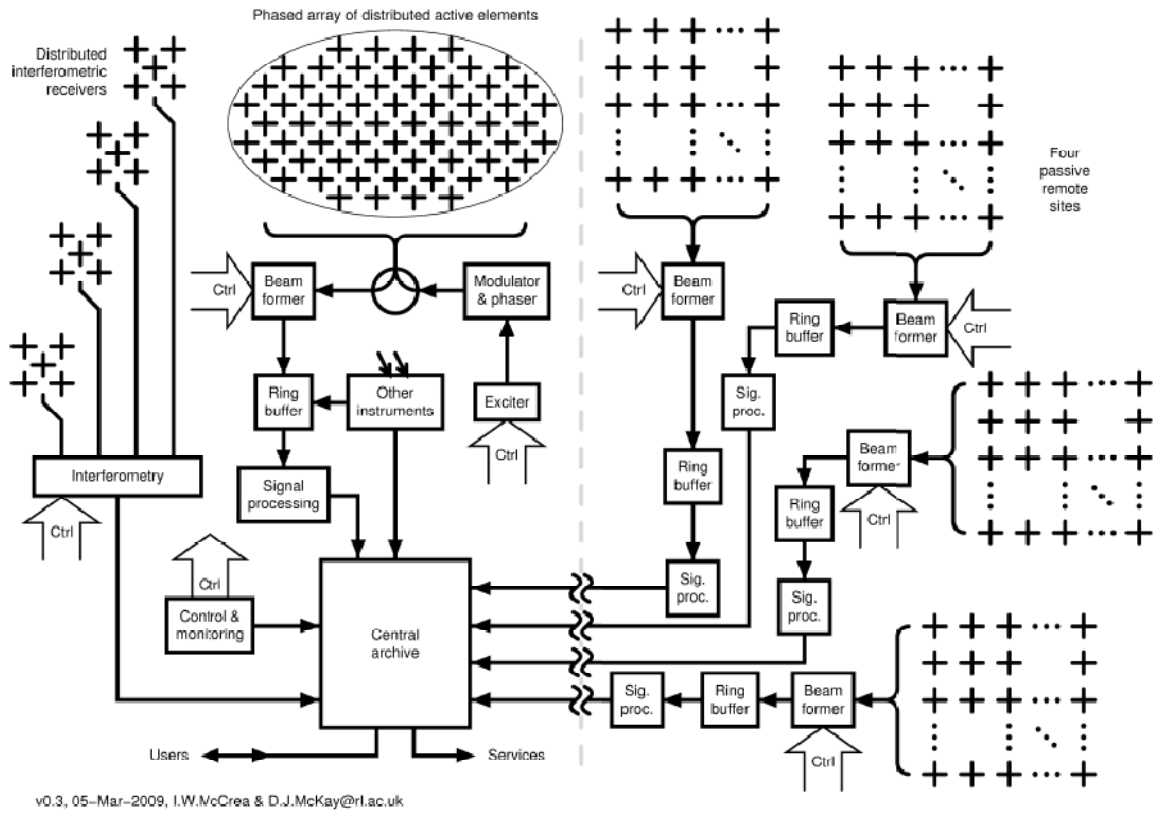 Phased array of distributed active elements
Distributed
interferometric
receivers
Four
passive
remote
sites
Ctrl
Beam
former
Modulator
& phaser
Ctrl
Beam
former
Ring
buffer
Beam
former
Ctrl
Ring
buffer
Other
instruments
Exciter
Sig.
proc.
Ctrl
Interferometry
Ctrl
Signal
processing
Ring
buffer
Beam
former
Ring
buffer
Ctrl
Ctrl
Control &
monitoring
Central
archive
Sig.
proc.
Sig.
proc.
Sig.
proc.
Ring
buffer
Beam
former
Ctrl
Users
Services
v0.3, 05-Mar-2009, I.W.McCrea & D.J.McKay@rl.ac.uk